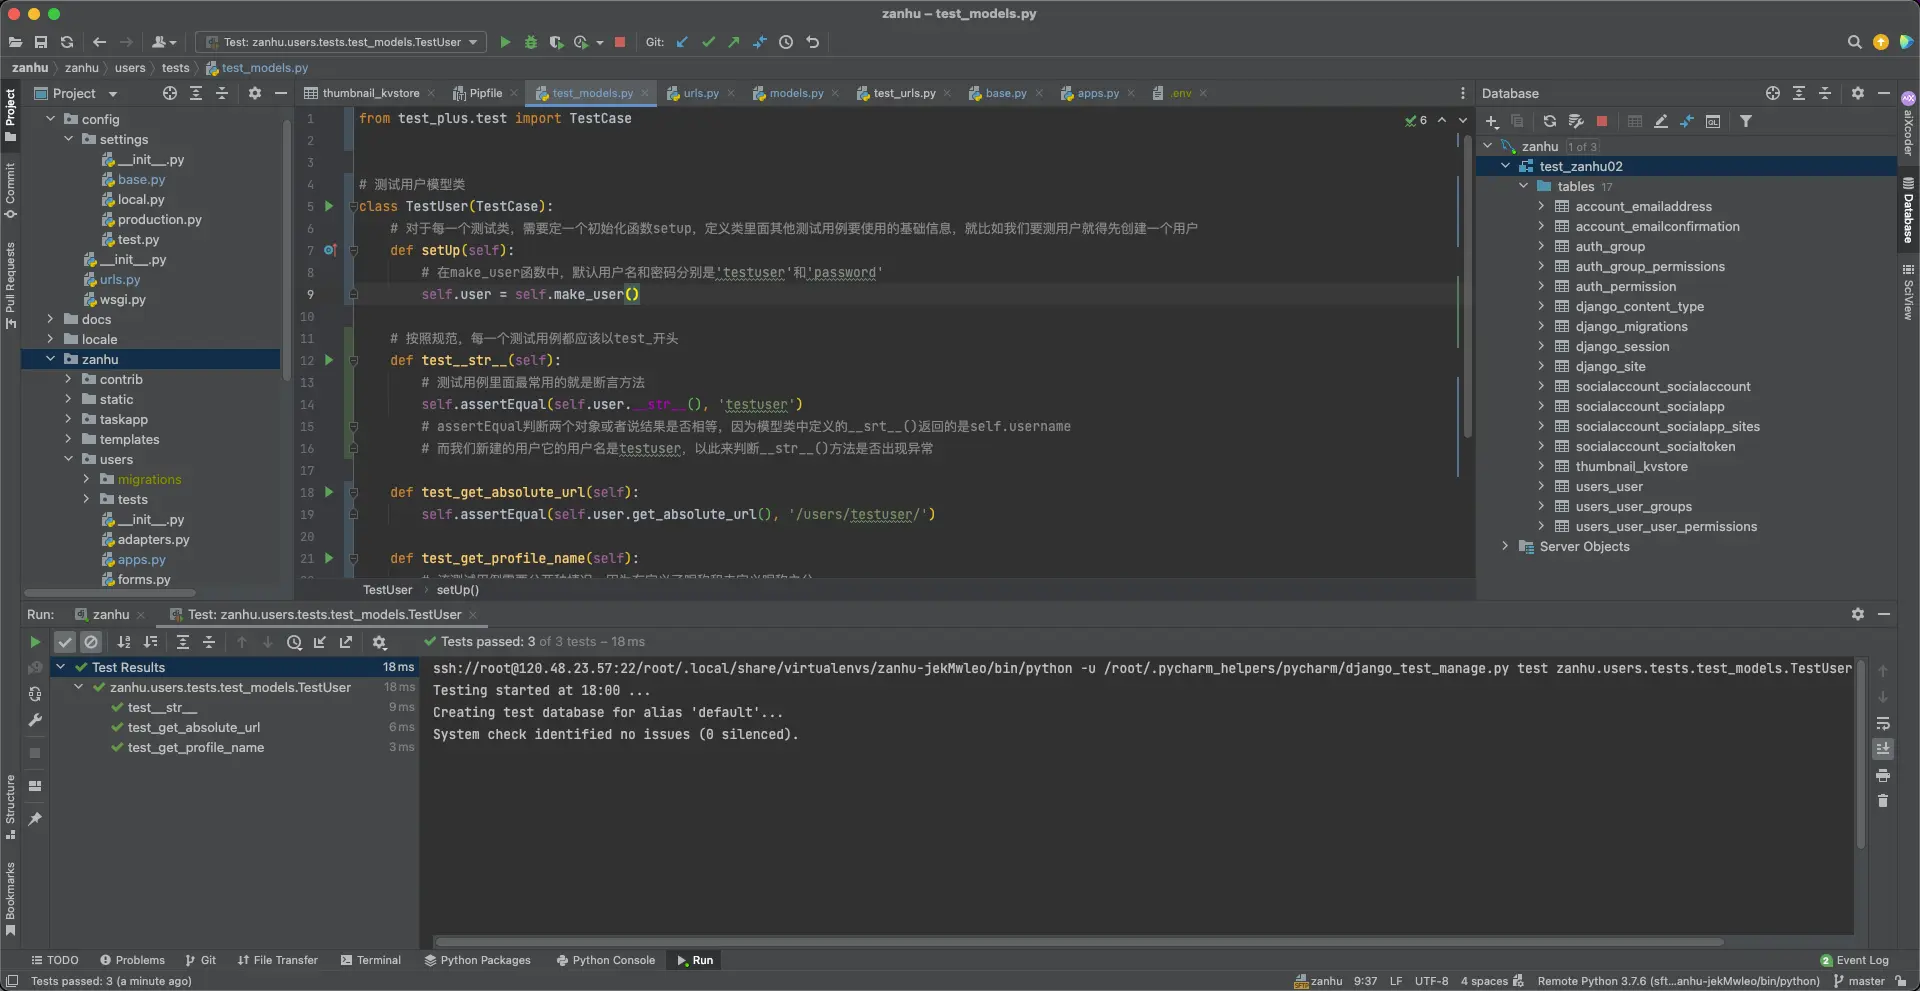 zanhu – test_models.py
Test: zanhu.users.tests.test_models.TestUser
Git:
zanhu zanhu users tests test_models.py
Project
thumbnail_kvstore Pipfile test_models.py urls.py models.py test_urls.py base.py apps.py .env
Database
Project
Commit
Pull Requests
Structure
Bookmarks
config
settings
__init__.py
base.py
local.py
production.py
test.py
__init__.py
urls.py
wsgi.py
docs
locale
zanhu
contrib
static
taskapp
templates
users
migrations
tests
__init__.py
adapters.py
apps.py
forms.py
6
1 from test_plus.test import TestCase
2
3
4 # 测试用户模型类
5 class TestUser(TestCase):
6 # 对于每一个测试类，需要定一个初始化函数setup，定义类里面其他测试用例要使用的基础信息，就比如我们要测用户就得先创建一个用户
7 def setUp(self):
8 # 在make_user函数中，默认用户名和密码分别是'testuser'和'password'
9 self.user = self.make_user()
10
11 # 按照规范，每一个测试用例都应该以test_开头
12 def test__str__(self):
13 # 测试用例里面最常用的就是断言方法
14 self.assertEqual(self.user.__str__(), 'testuser')
15 # assertEqual判断两个对象或者说结果是否相等，因为模型类中定义的__srt__()返回的是self.username
16 # 而我们新建的用户它的用户名是testuser，以此来判断__str__()方法是否出现异常
17
18 def test_get_absolute_url(self):
19 self.assertEqual(self.user.get_absolute_url(), '/users/testuser/')
20
21 def test_get_profile_name(self):
TestUser setUp()
zanhu 1 of 3
test_zanhu02
tables 17
account_emailaddress
account_emailconfirmation
auth_group
auth_group_permissions
auth_permission
django_content_type
django_migrations
django_session
django_site
socialaccount_socialaccount
socialaccount_socialapp
socialaccount_socialapp_sites
socialaccount_socialtoken
thumbnail_kvstore
users_user
users_user_groups
users_user_user_permissions
Server Objects
aiXcoder
Database
SciView
Run: zanhu Test: zanhu.users.tests.test_models.TestUser
Tests passed: 3 of 3 tests – 18 ms
Test Results 18 ms
zanhu.users.tests.test_models.TestUser 18 ms
test__str__ 9 ms
test_get_absolute_url 6 ms
test_get_profile_name 3 ms
ssh://root@120.48.23.57:22/root/.local/share/virtualenvs/zanhu-jekMwleo/bin/python -u /root/.pycharm_helpers/pycharm/django_test_manage.py test zanhu.users.tests.test_models.TestUser
Testing started at 18:00 ...
Creating test database for alias 'default'...
System check identified no issues (0 silenced).
TODO Problems Git File Transfer Terminal Python Packages Python Console Run 2 Event Log
Tests passed: 3 (a minute ago) zanhu 9:37 LF UTF-8 4 spaces Remote Python 3.7.6 (sft...anhu-jekMwleo/bin/python) master